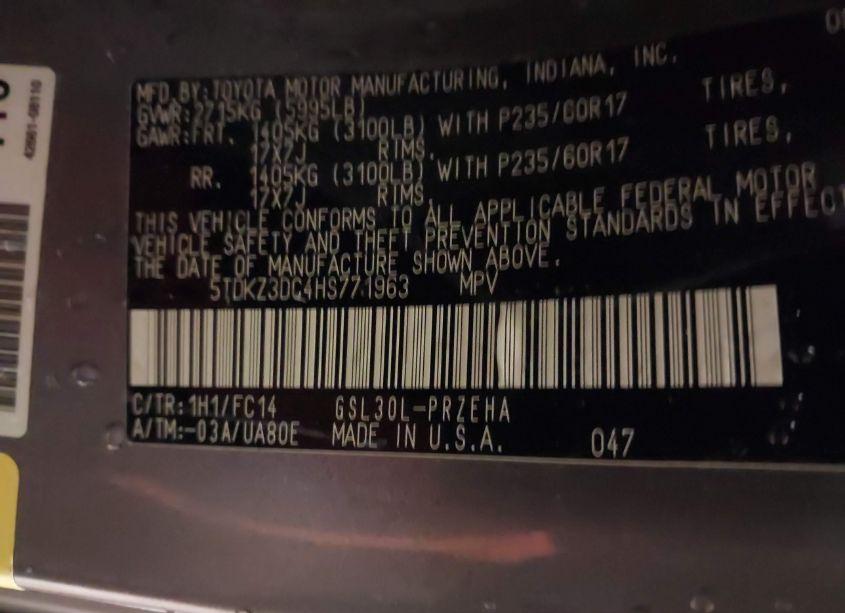 MFD.BY:TOYOTA MOTOR MANUFACTURING, INDIANA, INC.
GVWR:2715KG (5995LB)
GAWR:FRT. 1405KG (3100LB) WITH P235/60R17 TIRES,
17X7J RIMS,
RR. 1405KG (3100LB) WITH P235/60R17 TIRES,
17X7J RIMS.
THIS VEHICLE CONFORMS TO ALL APPLICABLE FEDERAL MOTOR
VEHICLE SAFETY AND THEFT PREVENTION STANDARDS IN EFFECT
THE DATE OF MANUFACTURE SHOWN ABOVE.
5TDKZ3DC4HS771963 MPV
C/TR:1H1/FC14 GSL30L-PRZEHA
A/TM:-03A/UA80E MADE IN U.S.A. 047
42661-08110